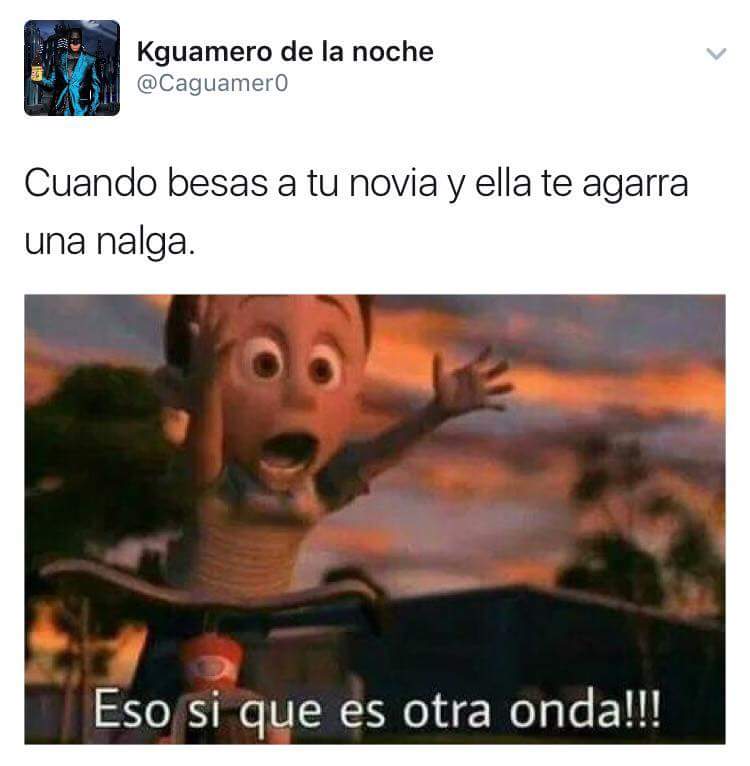 Kguamero de la noche
@Caguamer0
Cuando besas a tu novia y ella te agarra
una nalga.
Eso si que es otra onda!!!